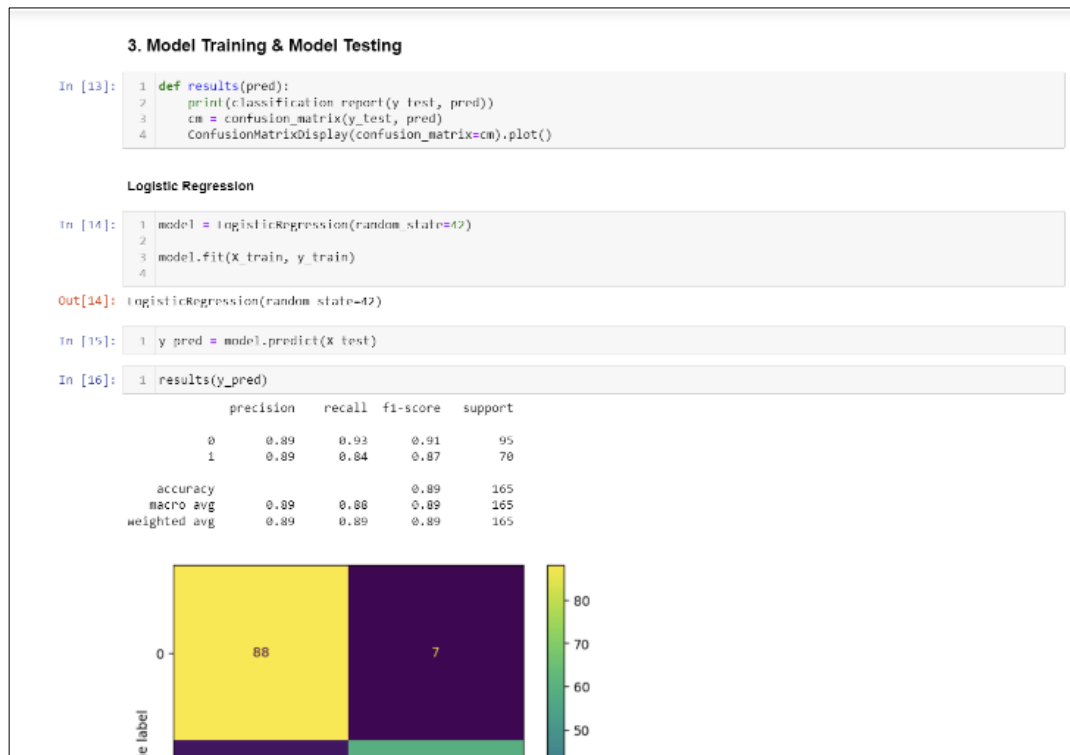 3. Model Training & Model Testing
In [13]: 1 def results(pred):
2 print(classification_report(y_test, pred))
3 cm = confusion_matrix(y_test, pred)
4 ConfusionMatrixDisplay(confusion_matrix=cm).plot()
Logistic Regression
In [14]: 1 model = LogisticRegression(random_state=42)
2
3 model.fit(X_train, y_train)
4
Out[14]: LogisticRegression(random_state=42)
In [15]: 1 y_pred = model.predict(X_test)
In [16]: 1 results(y_pred)
precision recall f1-score support
0 0.89 0.93 0.91 95
1 0.89 0.84 0.87 70
accuracy 0.89 165
macro avg 0.89 0.88 0.89 165
weighted avg 0.89 0.89 0.89 165
80
70
0 88 7
60
50
label